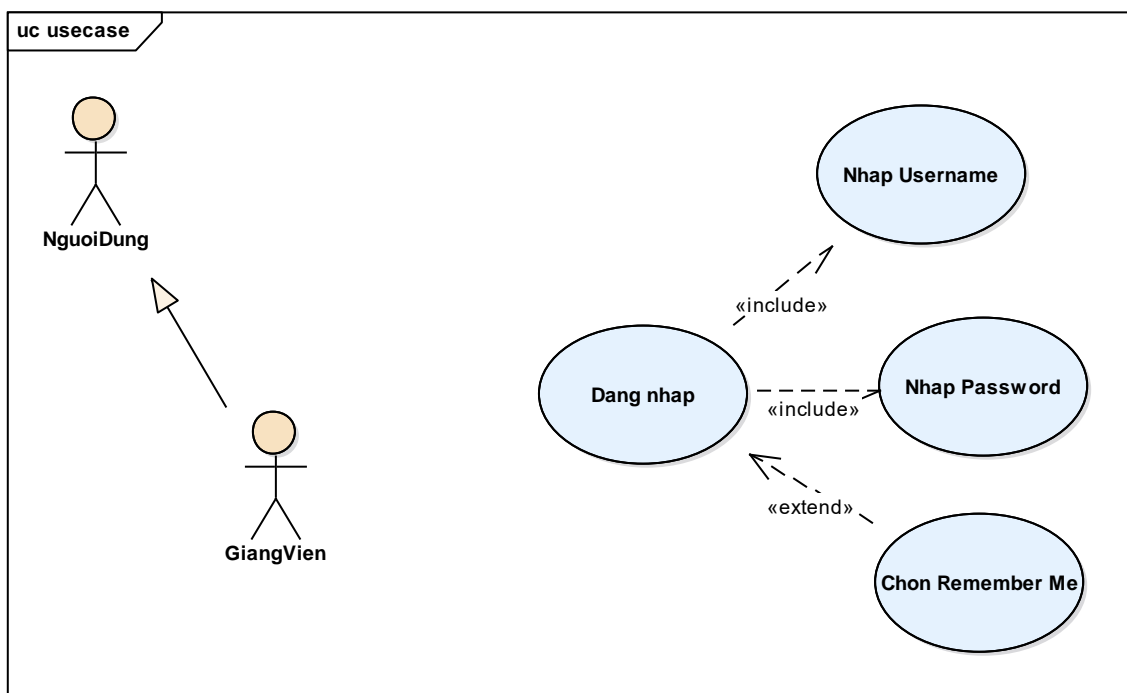 uc usecase
NguoiDung
GiangVien
Nhap Username
«include»
Dang nhap
Nhap Password
«include»
«extend»
Chon Remember Me